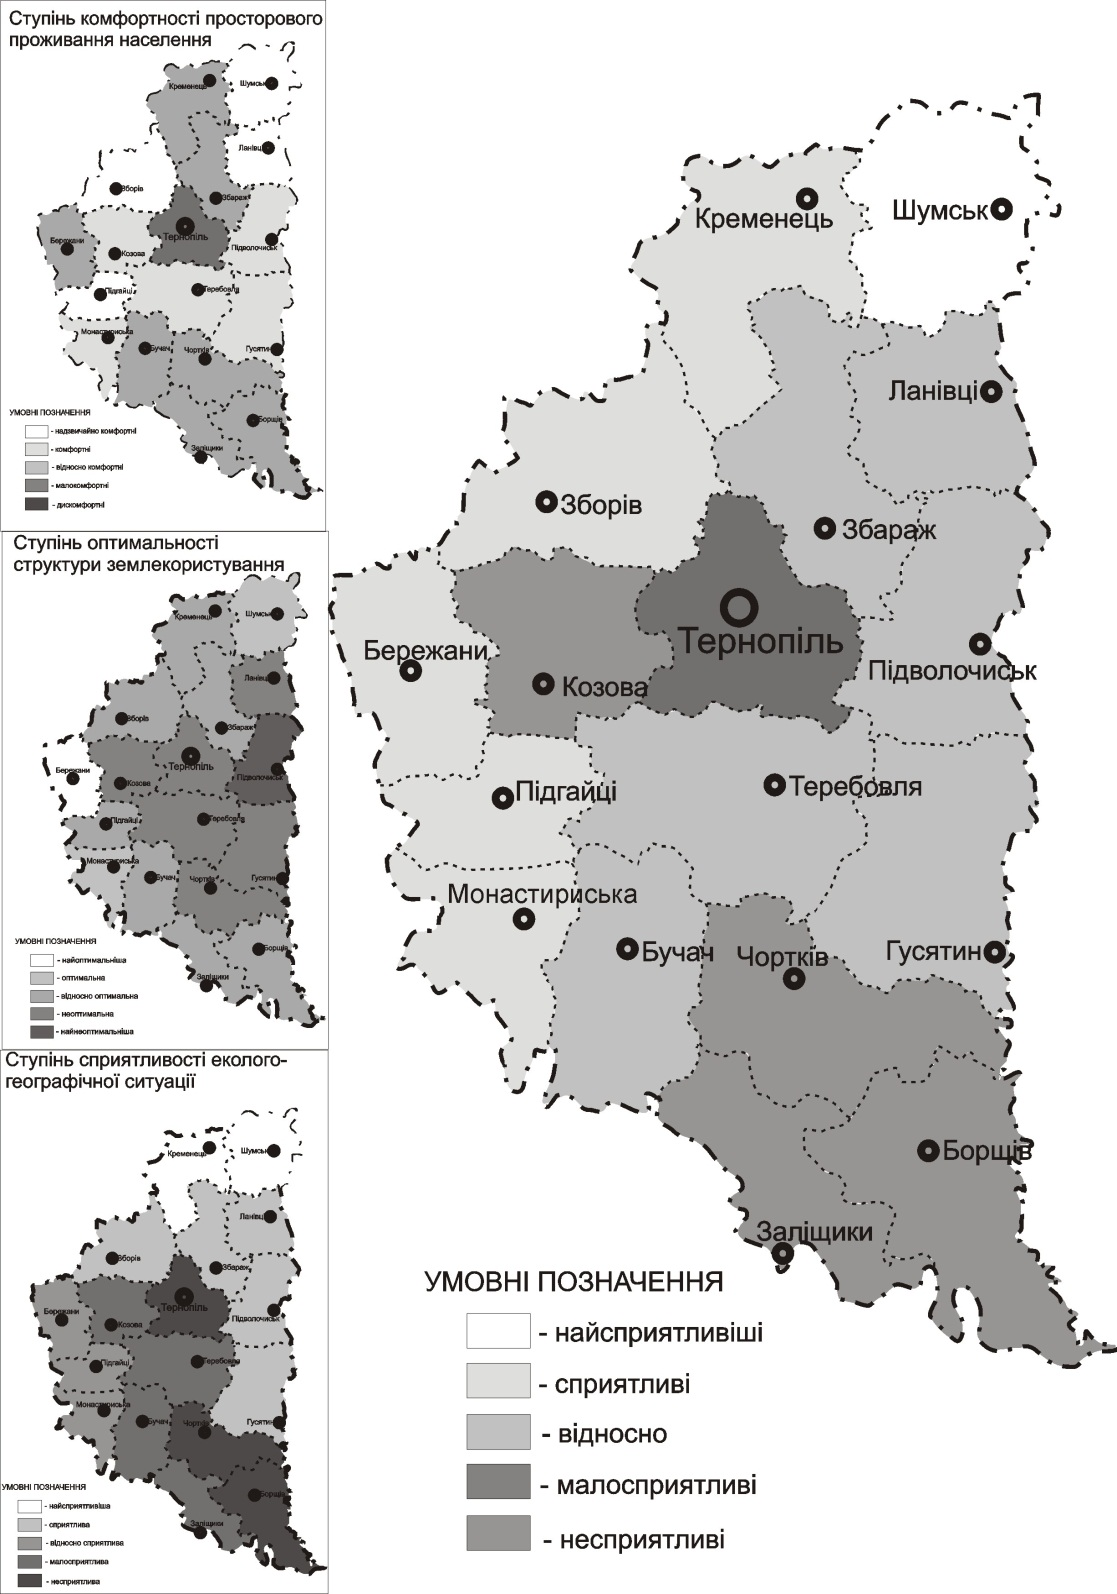 Ступінь комфортності просторового
проживання населення
Кременець
Шумськ
Ланівці
Зборів
Збараж
Бережани
Тернопіль
Козова
Підволочиськ
Підгайці
Теребовля
Монастириська
Бучач
Чортків
Гусятин
Борщів
Заліщики
УМОВНІ ПОЗНАЧЕННЯ
- надзвичайно комфортні
- комфортні
- відносно комфортні
- малокомфортні
- дискомфортні
Ступінь оптимальності
структури землекористування
Кременець
Шумськ
Ланівці
Зборів
Збараж
Бережани
Тернопіль
Козова
Підволочиськ
Підгайці
Теребовля
Монастириська
Бучач
Чортків
Гусятин
Борщів
Заліщики
УМОВНІ ПОЗНАЧЕННЯ
- найоптимальніша
- оптимальна
- відносно оптимальна
- неоптимальна
- найнеоптимальніша
Ступінь сприятливості еколого-
географічної ситуації
Кременець
Шумськ
Ланівці
Зборів
Збараж
Бережани
Тернопіль
Козова
Підволочиськ
Підгайці
Теребовля
Монастириська
Бучач
Чортків
Гусятин
Борщів
Заліщики
УМОВНІ ПОЗНАЧЕННЯ
- найсприятливіша
- сприятлива
- відносно сприятлива
- малосприятлива
- несприятлива
Кременець
Шумськ
Ланівці
Зборів
Збараж
Тернопіль
Бережани
Козова
Підволочиськ
Підгайці
Теребовля
Монастириська
Бучач
Чортків
Гусятин
Борщів
Заліщики
УМОВНІ ПОЗНАЧЕННЯ
- найсприятливіші
- сприятливі
- відносно
- малосприятливі
- несприятливі